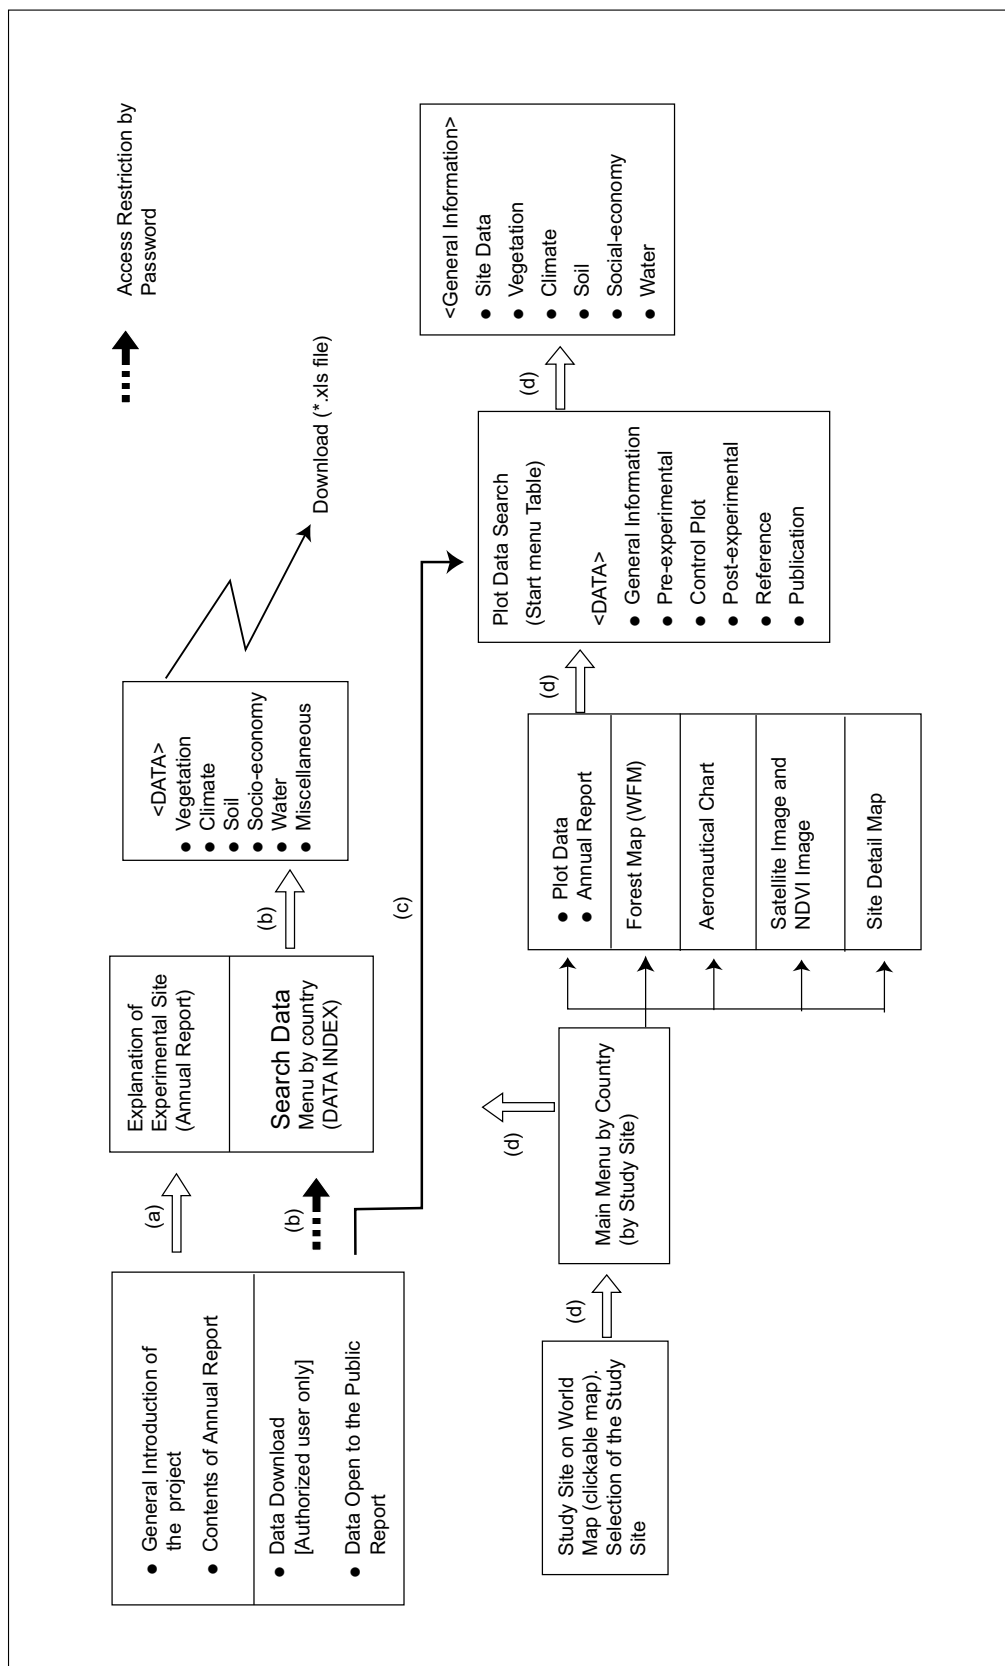 Access Restriction by
Password
● General Introduction of
the project
● Contents of Annual Report
● Data Download
[Authorized user only]
● Data Open to the Public
Report
(a)
(b)
Explanation of
Experimental Site
(Annual Report)
Search Data
Menu by country
(DATA INDEX)
(b)
<DATA>
● Vegetation
● Climate
● Soil
● Socio-economy
● Water
● Miscellaneous
Download (*.xls file)
(c)
Study Site on World
Map (clickable map).
Selection of the Study
Site
(d)
Main Menu by Country
(by Study Site)
(d)
● Plot Data
● Annual Report
Forest Map (WFM)
Aeronautical Chart
Satellite Image and
NDVI Image
Site Detail Map
(d)
Plot Data Search
(Start menu Table)
<DATA>
● General Information
● Pre-experimental
● Control Plot
● Post-experimental
● Reference
● Publication
(d)
<General Information>
● Site Data
● Vegetation
● Climate
● Soil
● Social-economy
● Water